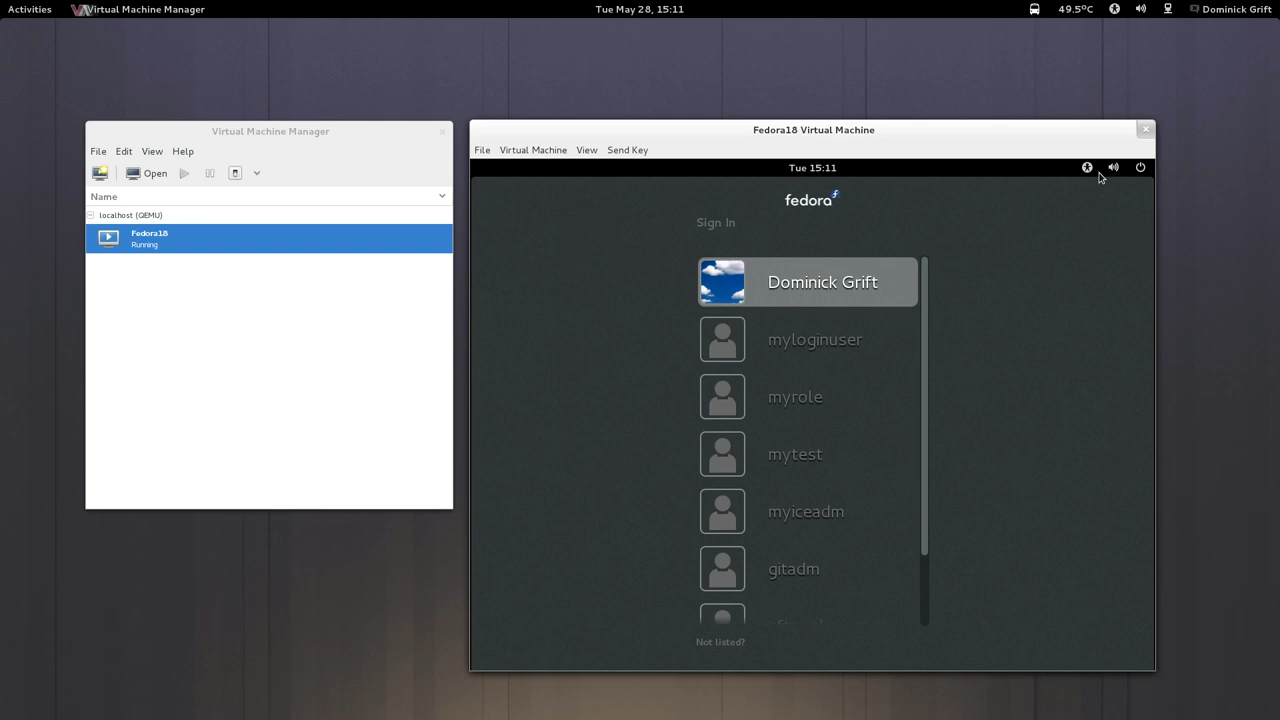 Activities Virtual Machine Manager Tue May 28, 15:11 49.5°C Dominick Grift
Virtual Machine Manager
File Edit View Help
Open
Name
localhost (QEMU)
Fedora18
Running
Fedora18 Virtual Machine
File Virtual Machine View Send Key
Tue 15:11
fedora
Sign In
Dominick Grift
myloginuser
myrole
mytest
myiceadm
gitadm
Not listed?